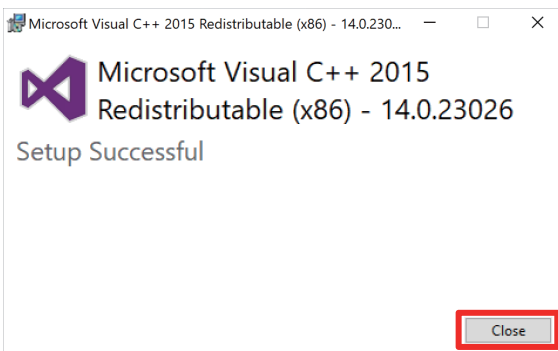 Microsoft Visual C++ 2015 Redistributable (x86) - 14.0.230...
Microsoft Visual C++ 2015
Redistributable (x86) - 14.0.23026
Setup Successful
Close